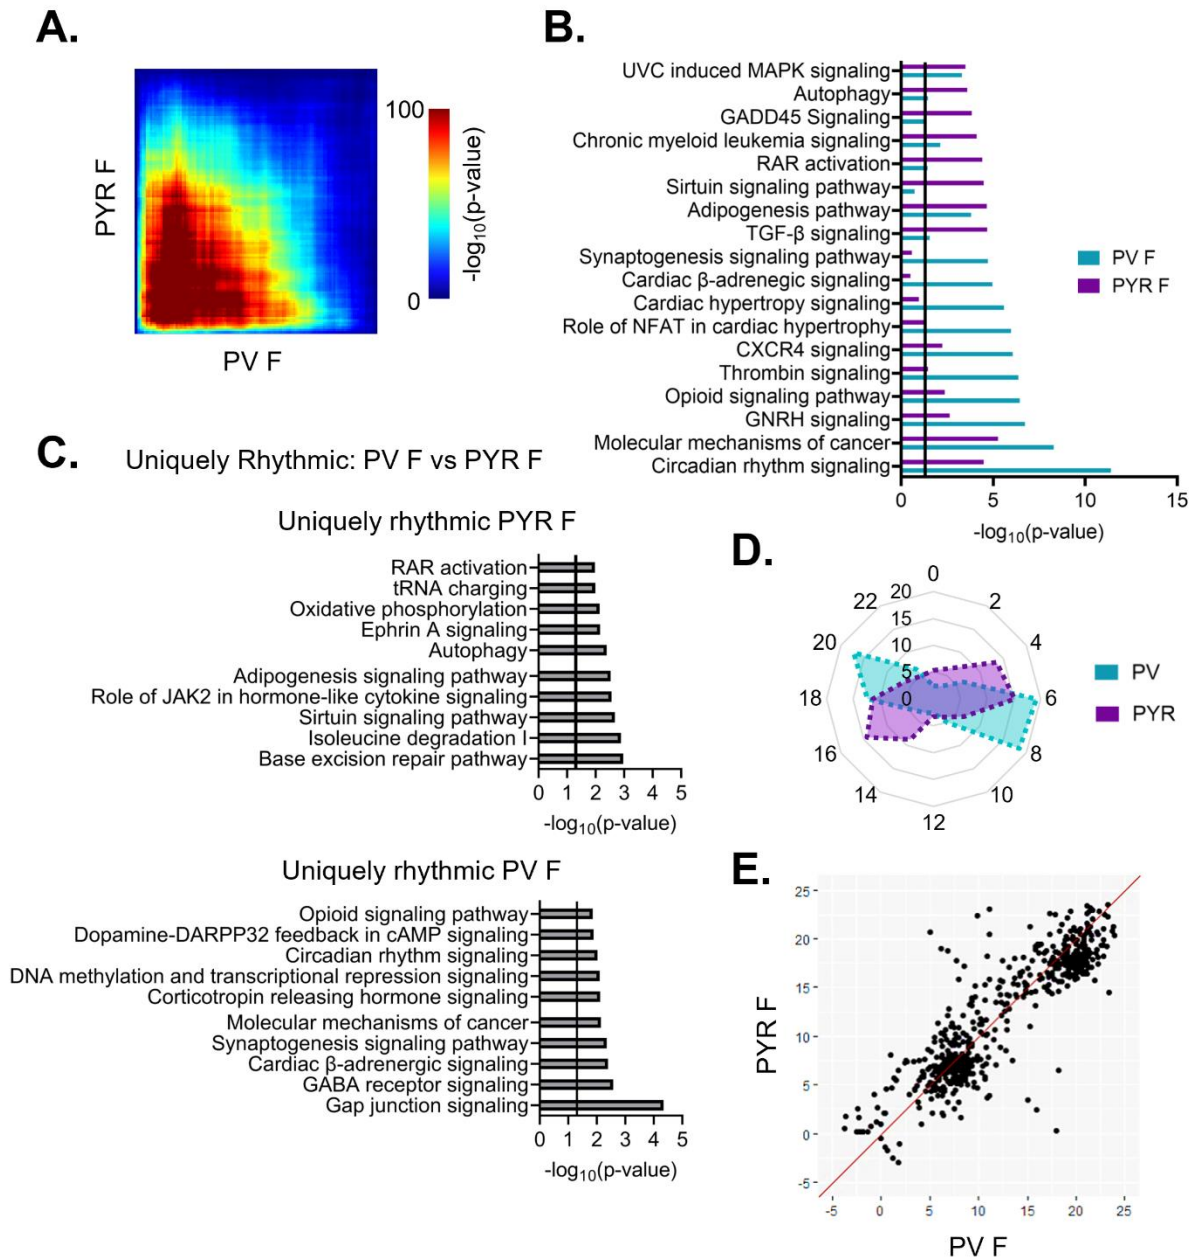 A.
PYR F
PV F
100
0
-log10(p-value)
B.
UVC induced MAPK signaling
Autophagy
GADD45 Signaling
Chronic myeloid leukemia signaling
RAR activation
Sirtuin signaling pathway
Adipogenesis pathway
TGF-β signaling
Synaptogenesis signaling pathway
Cardiac β-adrenegic signaling
Cardiac hypertropy signaling
Role of NFAT in cardiac hypertrophy
CXCR4 signaling
Thrombin signaling
Opioid signaling pathway
GNRH signaling
Molecular mechanisms of cancer
Circadian rhythm signaling
0 5 10 15
-log10(p-value)
PV F
PYR F
C.
Uniquely Rhythmic: PV F vs PYR F
Uniquely rhythmic PYR F
RAR activation
tRNA charging
Oxidative phosphorylation
Ephrin A signaling
Autophagy
Adipogenesis signaling pathway
Role of JAK2 in hormone-like cytokine signaling
Sirtuin signaling pathway
Isoleucine degradation I
Base excision repair pathway
0 1 2 3 4 5
-log10(p-value)
Uniquely rhythmic PV F
Opioid signaling pathway
Dopamine-DARPP32 feedback in cAMP signaling
Circadian rhythm signaling
DNA methylation and transcriptional repression signaling
Corticotropin releasing hormone signaling
Molecular mechanisms of cancer
Synaptogenesis signaling pathway
Cardiac β-adrenergic signaling
GABA receptor signaling
Gap junction signaling
0 1 2 3 4 5
-log10(p-value)
D.
0
2
4
6
8
10
12
14
16
18
20
22
20
15
10
5
0
PV
PYR
E.
25
20
15
10
5
0
-5
PYR F
-5 0 5 10 15 20 25
PV F